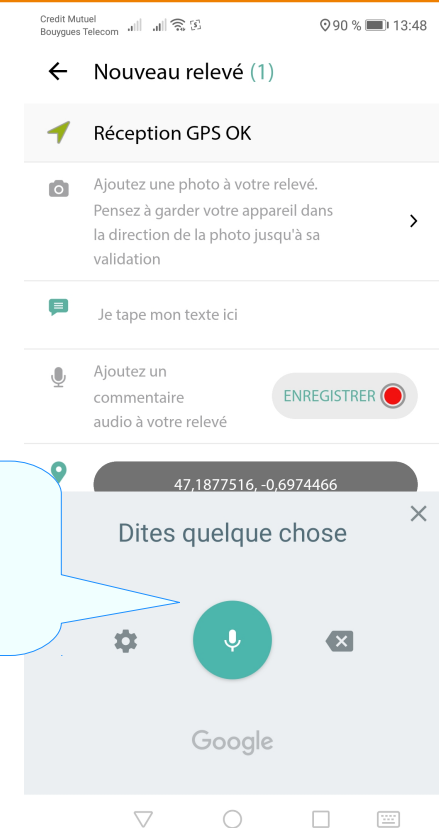 Credit Mutuel
Bouygues Telecom
90 % 13:48
Nouveau relevé (1)
Réception GPS OK
Ajoutez une photo à votre relevé.
Pensez à garder votre appareil dans
la direction de la photo jusqu'à sa
validation
Je tape mon texte ici
Ajoutez un
commentaire
audio à votre relevé
ENREGISTRER
47,1877516, -0,6974466
Dites quelque chose
Google